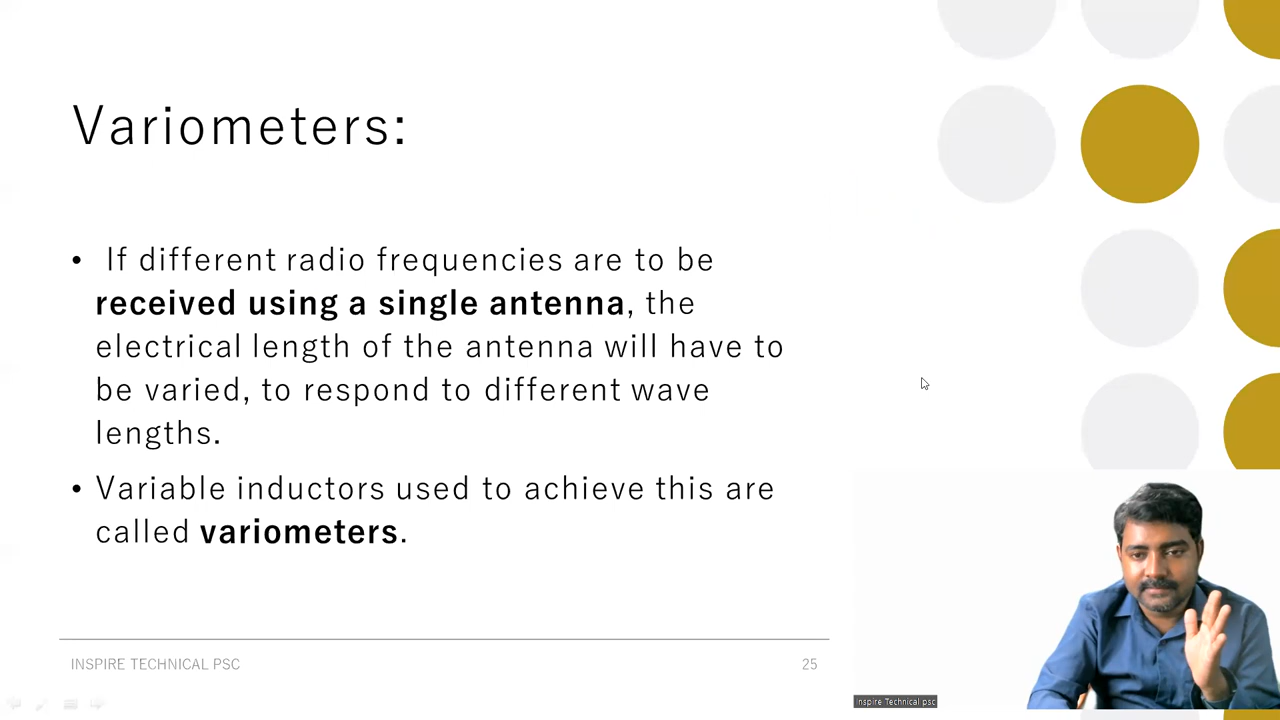 Variometers:
• If different radio frequencies are to be
received using a single antenna, the
electrical length of the antenna will have to
be varied, to respond to different wave
lengths.
• Variable inductors used to achieve this are
called variometers.
INSPIRE TECHNICAL PSC
25
Inspire Technical psc